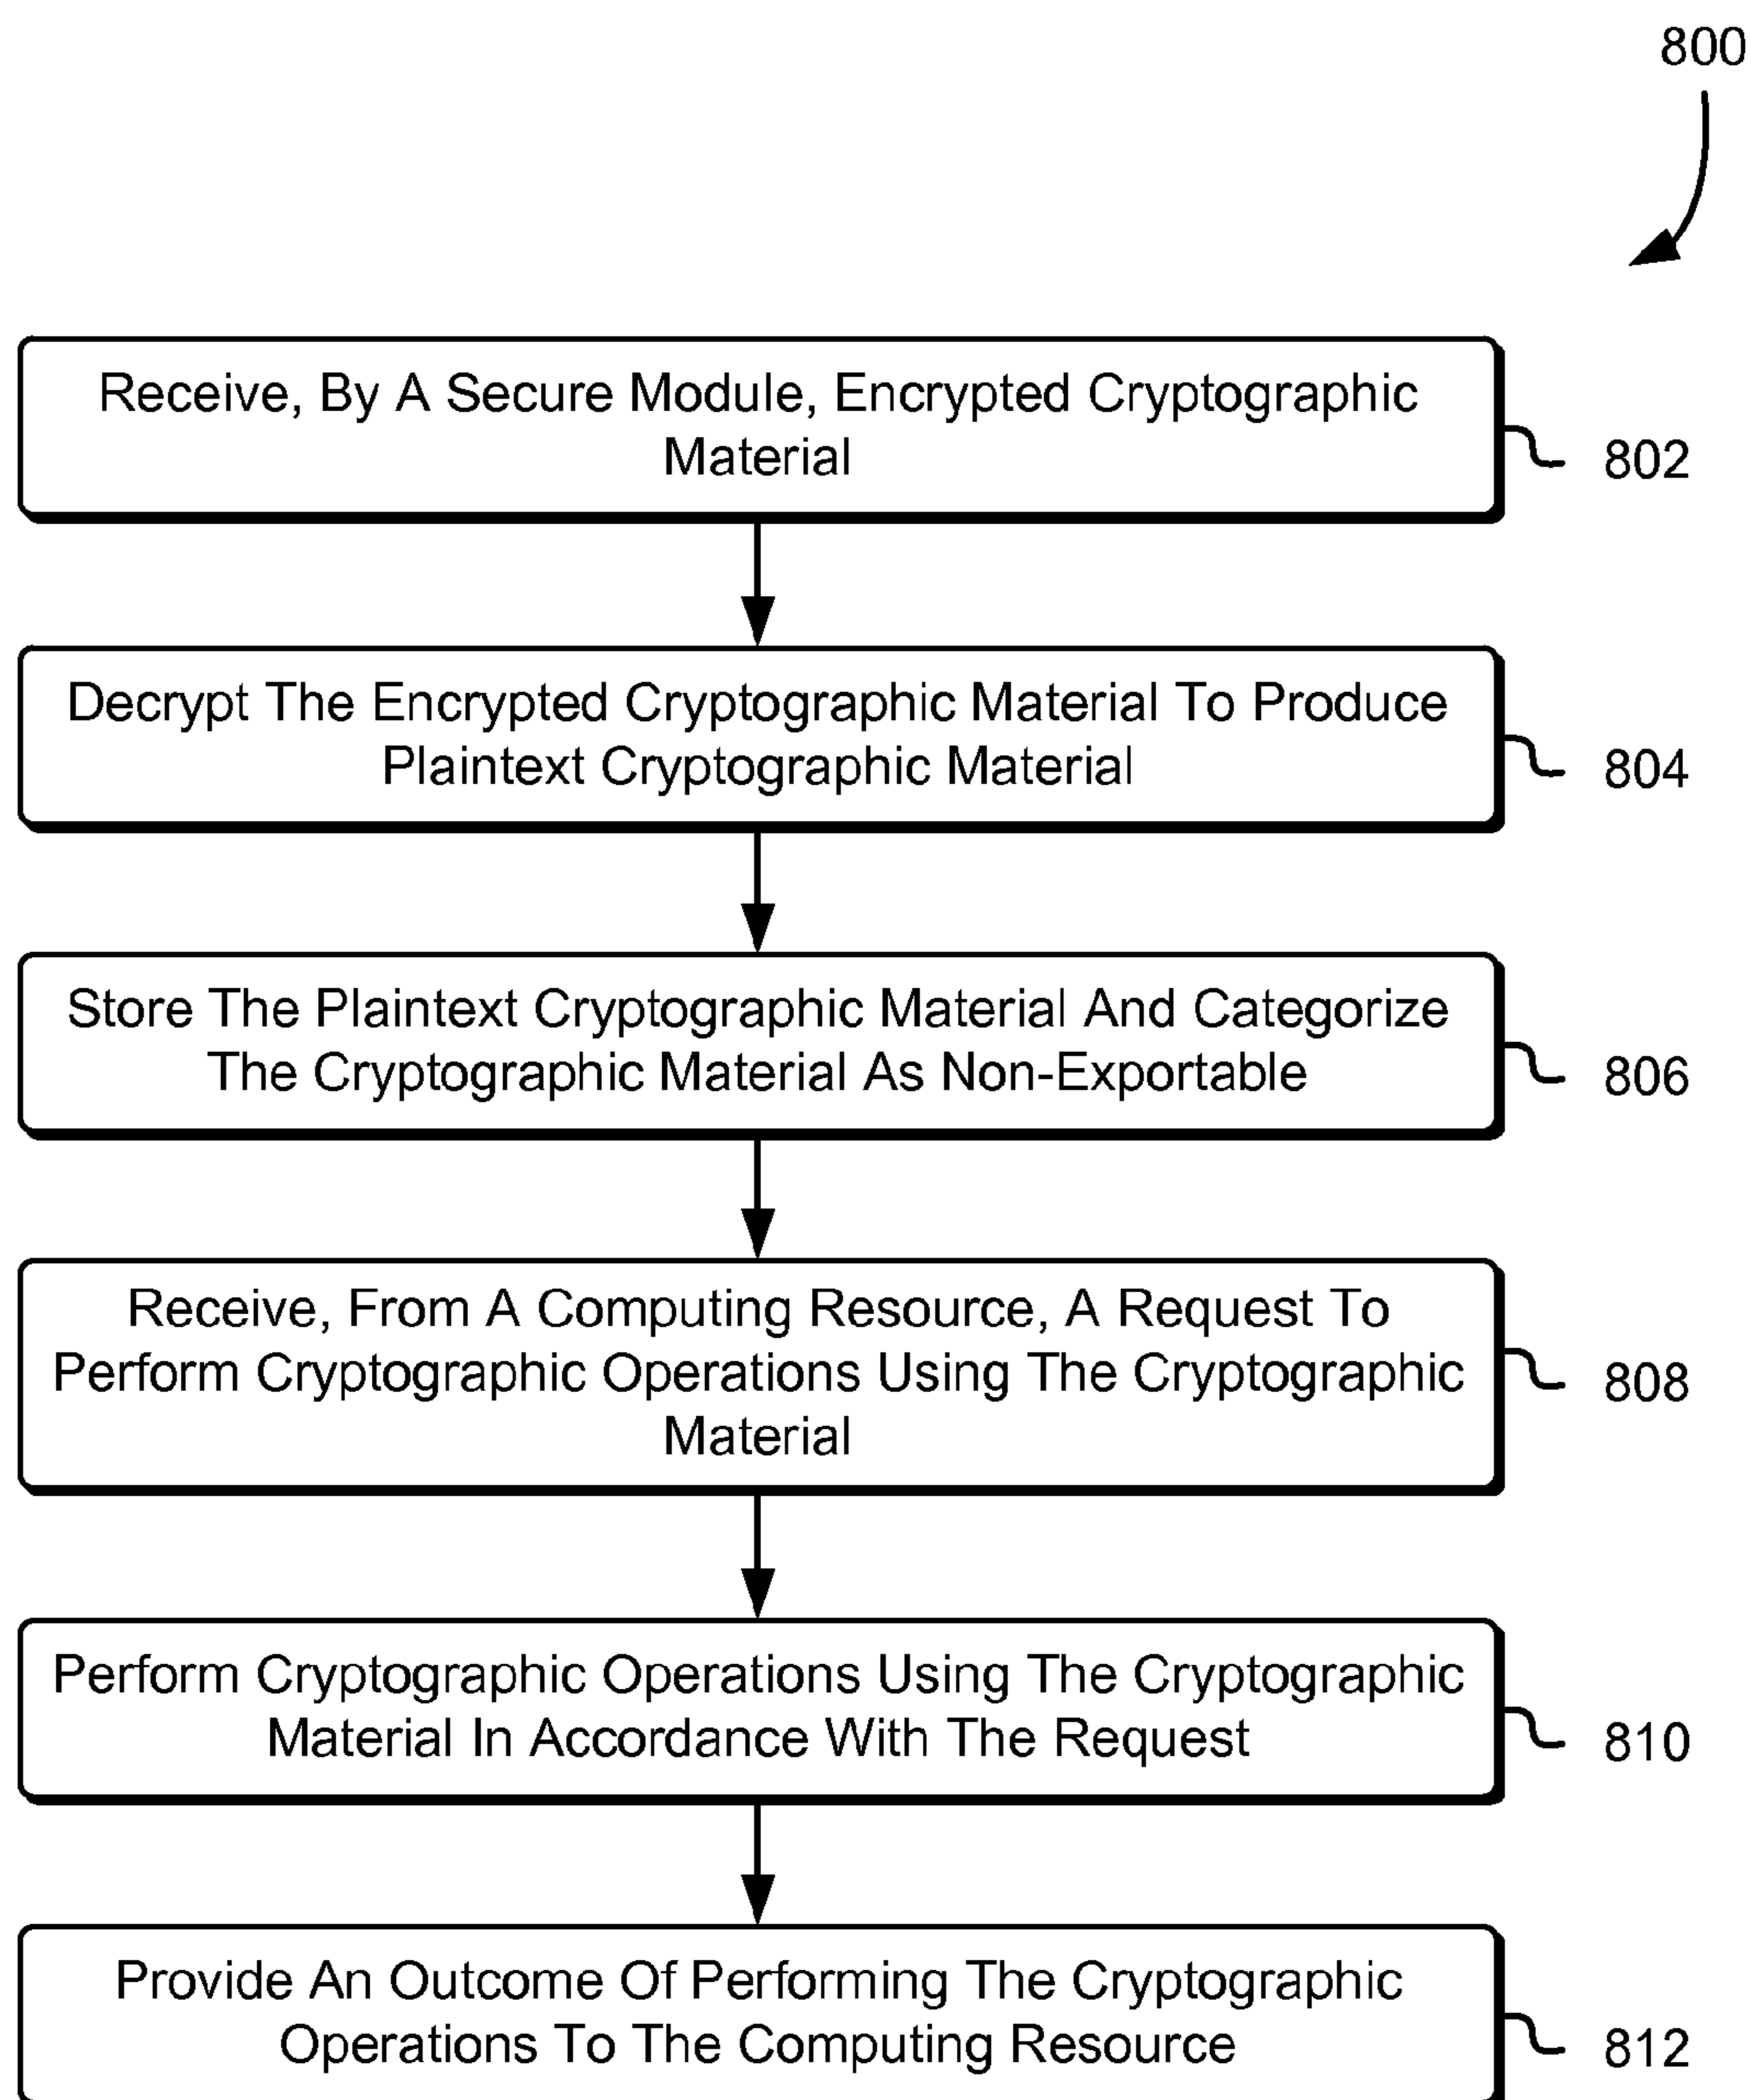 800
Receive, By A Secure Module, Encrypted Cryptographic
Material
802
Decrypt The Encrypted Cryptographic Material To Produce
Plaintext Cryptographic Material
804
Store The Plaintext Cryptographic Material And Categorize
The Cryptographic Material As Non-Exportable
806
Receive, From A Computing Resource, A Request To
Perform Cryptographic Operations Using The Cryptographic
Material
808
Perform Cryptographic Operations Using The Cryptographic
Material In Accordance With The Request
810
Provide An Outcome Of Performing The Cryptographic
Operations To The Computing Resource
812